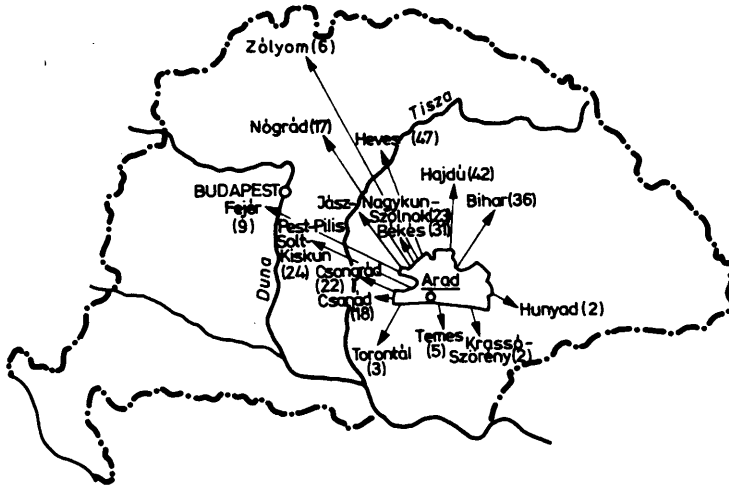 Zólyom(6)
Tisza
Nógrád(17)
Heves
(47)
Hajdú(42)
BUDAPEST
Fejér
(9)
Jász-Nagykun-
Szolnok(23)
Bihar(36)
Pest-Pilis
Solt-
Kiskun
(24)
Békés(31)
Duna
Csongrád
(22)
Csanád
(18)
Arad
Hunyad(2)
Torontál
(3)
Temes
(5)
Krassó-
Szörény(2)